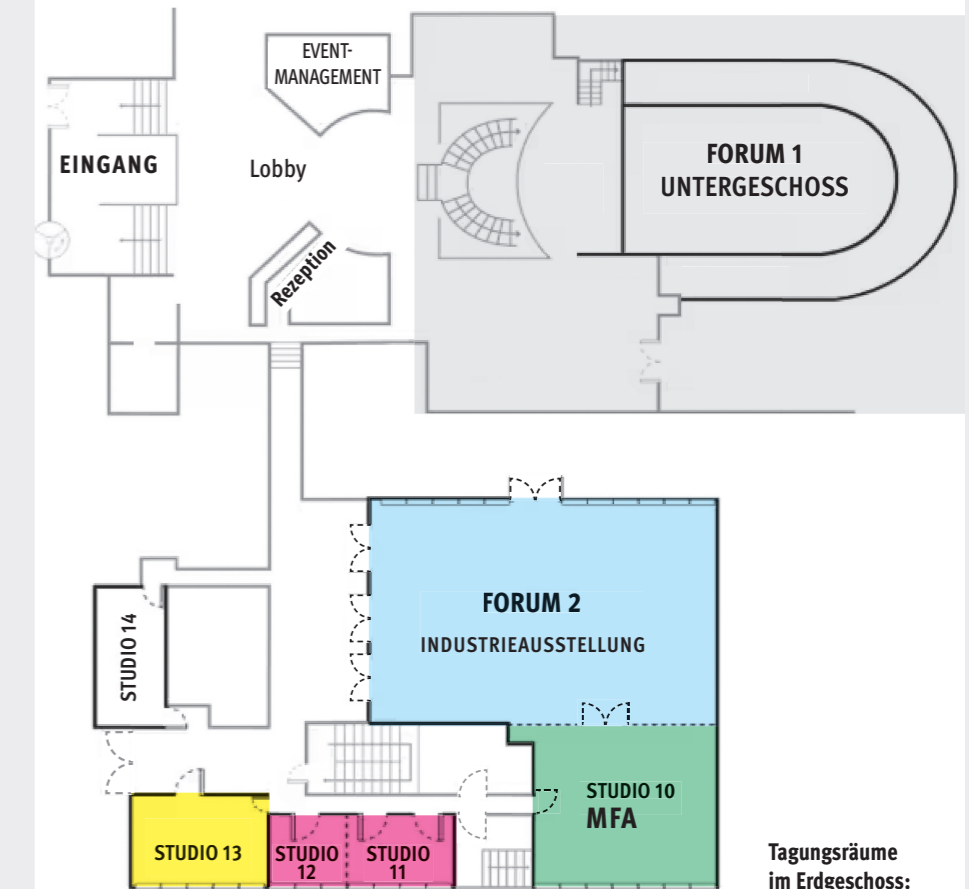 EVENT-
MANAGEMENT
EINGANG
Lobby
FORUM 1
UNTERGESCHOSS
Rezeption
FORUM 2
INDUSTRIEAUSSTELLUNG
STUDIO 14
STUDIO 10
MFA
STUDIO 13
STUDIO
12
STUDIO
11
Tagungsräume
im Erdgeschoss: